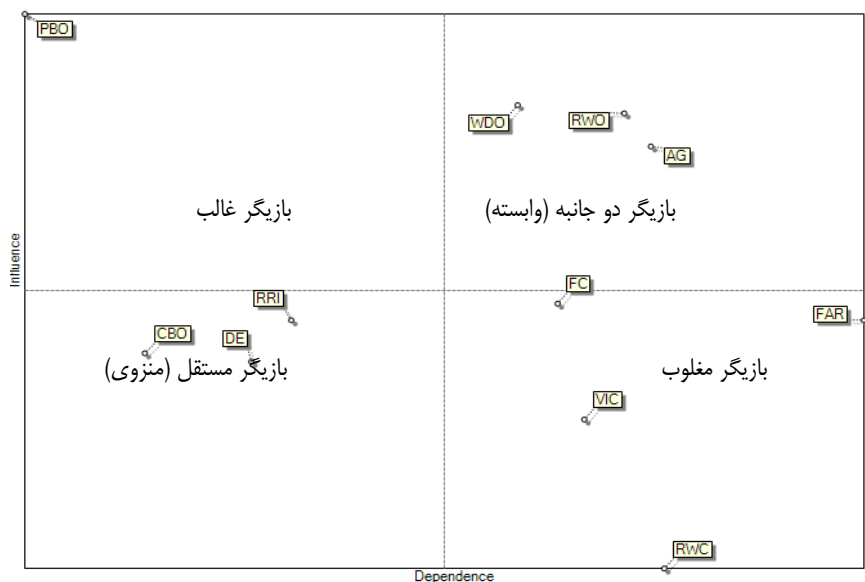 PBO
WDO
RWO
AG
بازیگر غالب
بازیگر دو جانبه (وابسته)
Influence
RRI
FC
CBO
DE
FAR
بازیگر مستقل (منزوی)
بازیگر مغلوب
VIC
RWC
Dependence